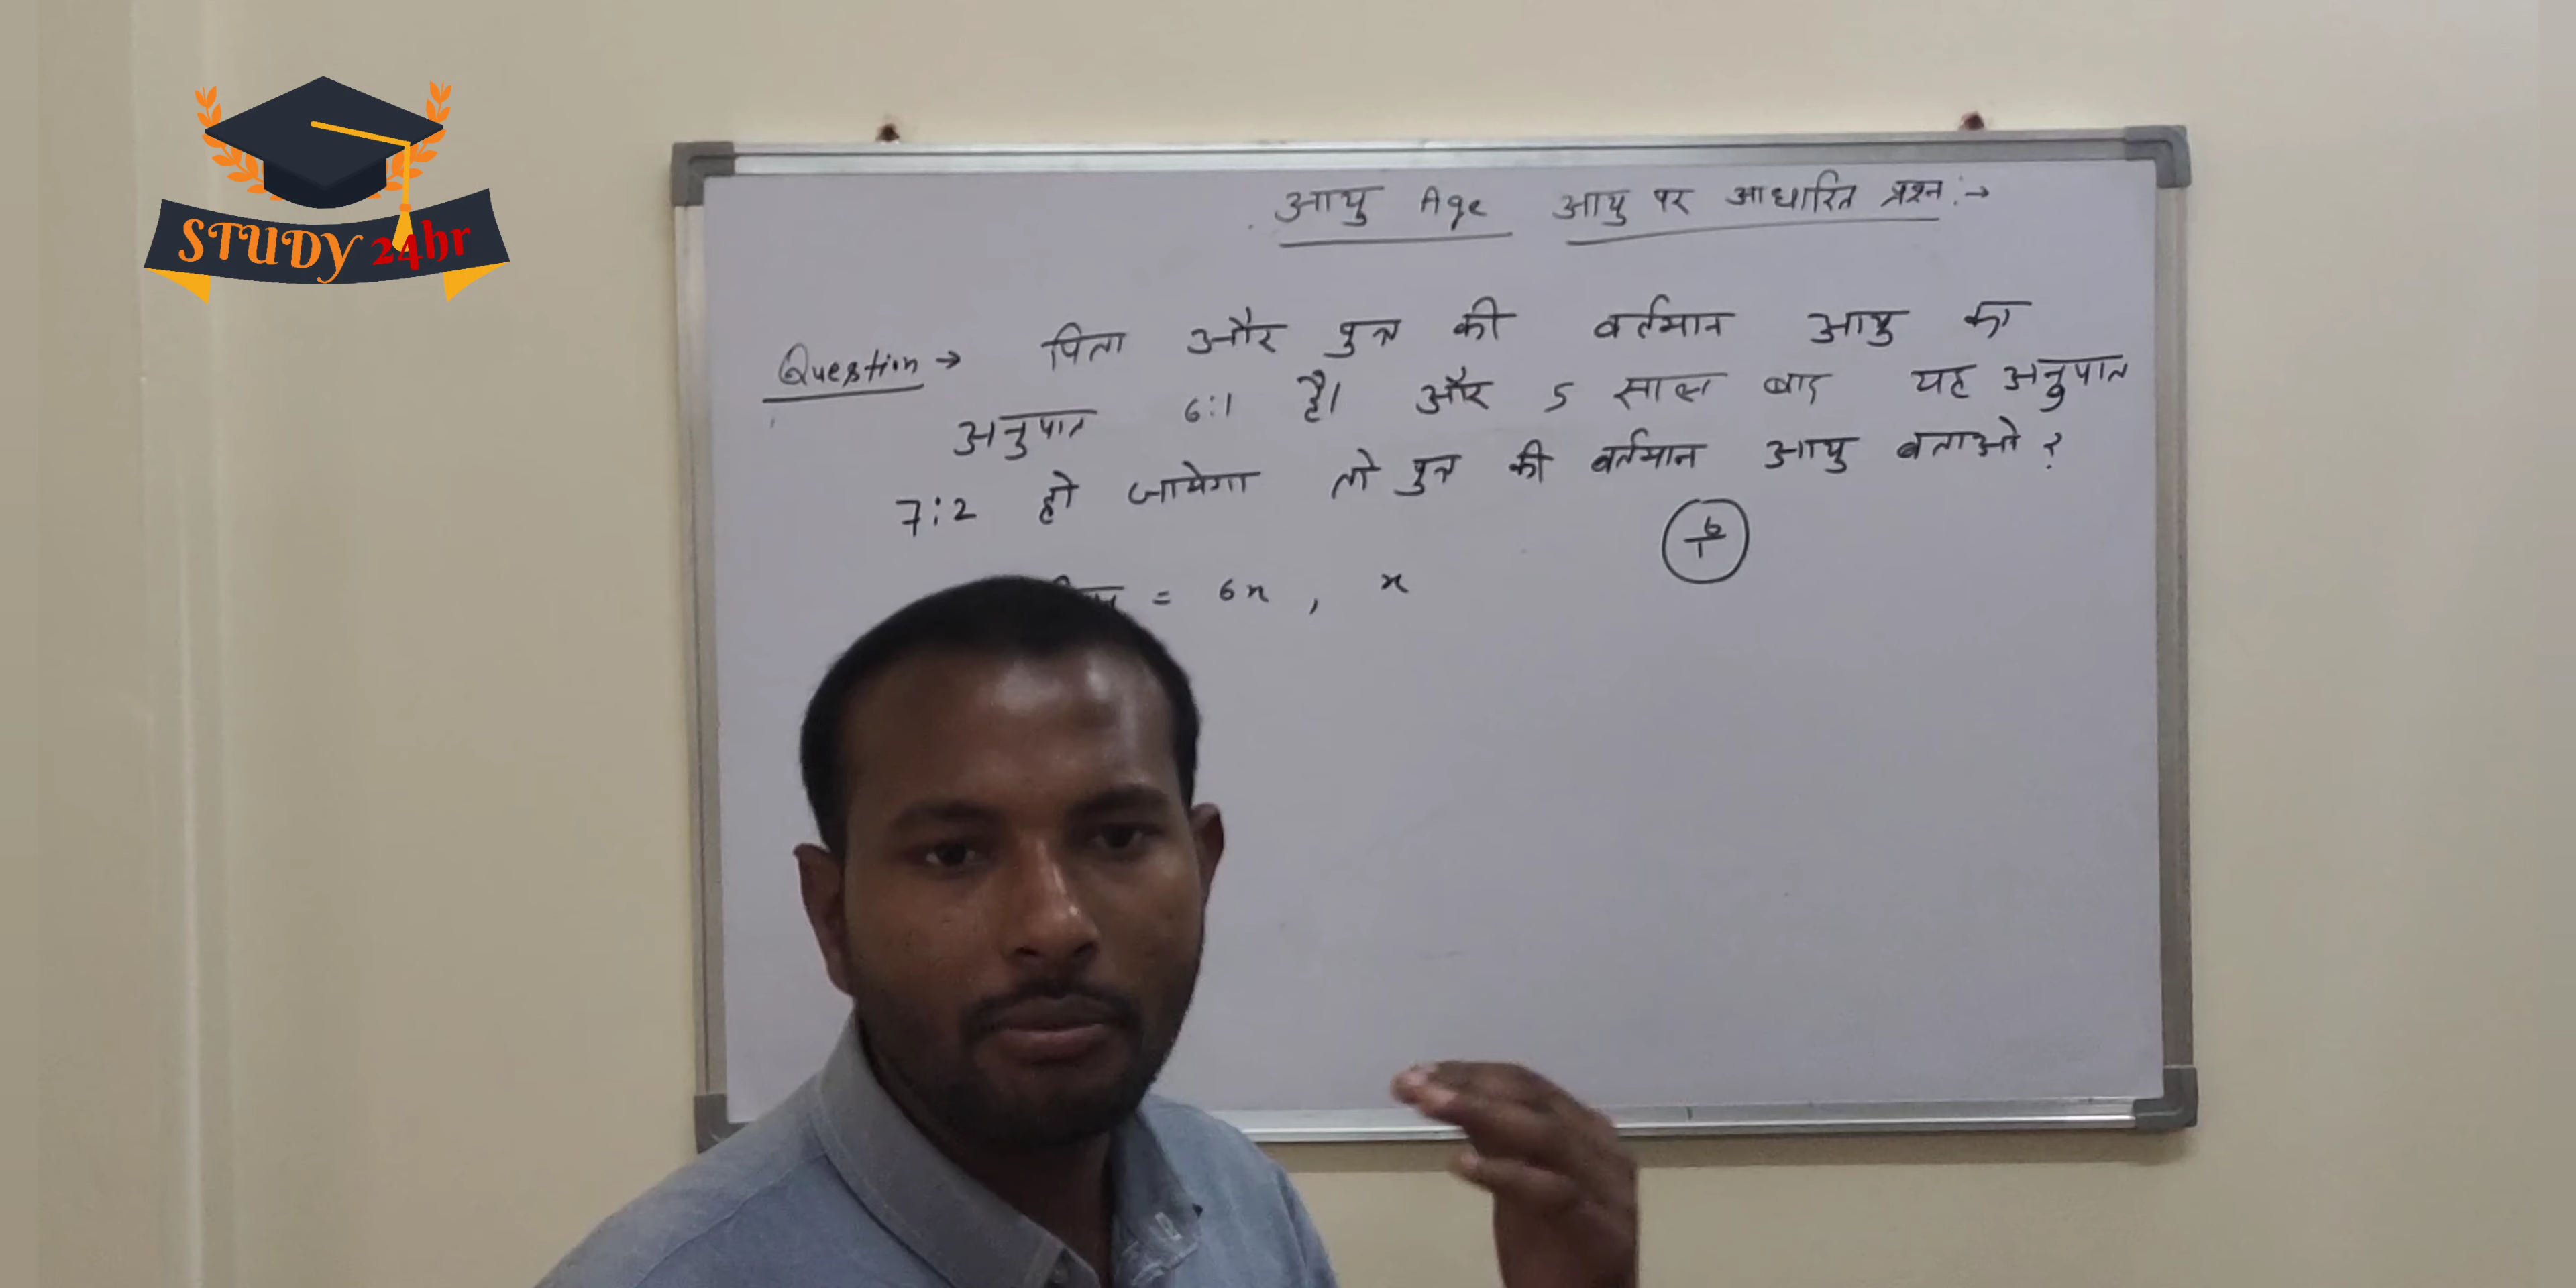 STUDY 24hr
आयु Age आयु पर आधारित प्रश्न:→
Question → पिता और पुत्र की वर्तमान आयु का
अनुपात 6:1 है। और 5 साल बाद यह अनुपात
7:2 हो जायेगा तो पुत्र की वर्तमान आयु बताओ ?
6/1
= 6x , x